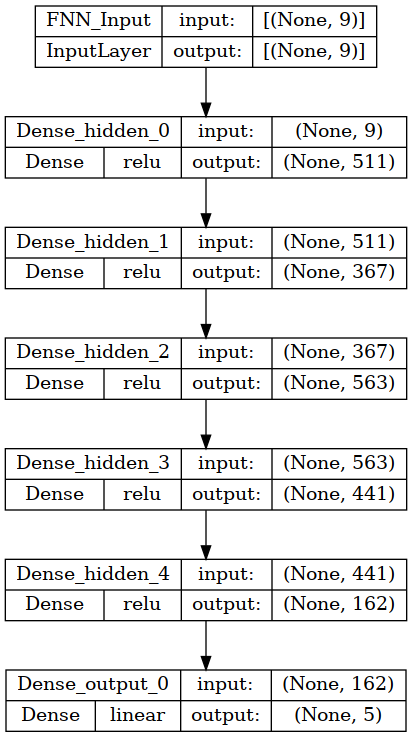 FNN_Input input: [(None, 9)]
InputLayer output: [(None, 9)]
Dense_hidden_0 input: (None, 9)
Dense relu output: (None, 511)
Dense_hidden_1 input: (None, 511)
Dense relu output: (None, 367)
Dense_hidden_2 input: (None, 367)
Dense relu output: (None, 563)
Dense_hidden_3 input: (None, 563)
Dense relu output: (None, 441)
Dense_hidden_4 input: (None, 441)
Dense relu output: (None, 162)
Dense_output_0 input: (None, 162)
Dense linear output: (None, 5)